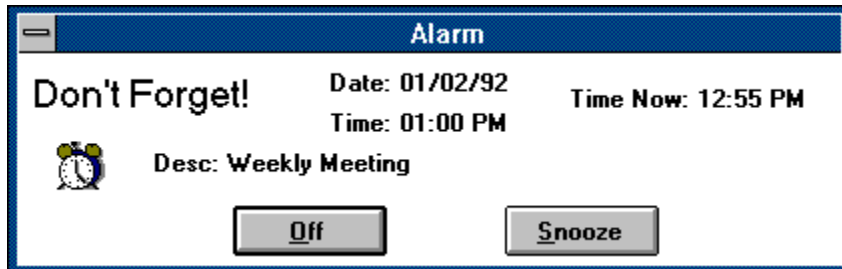 Alarm
Don't Forget!
Date: 01/02/92
Time: 01:00 PM
Time Now: 12:55 PM
Desc: Weekly Meeting
Off
Snooze